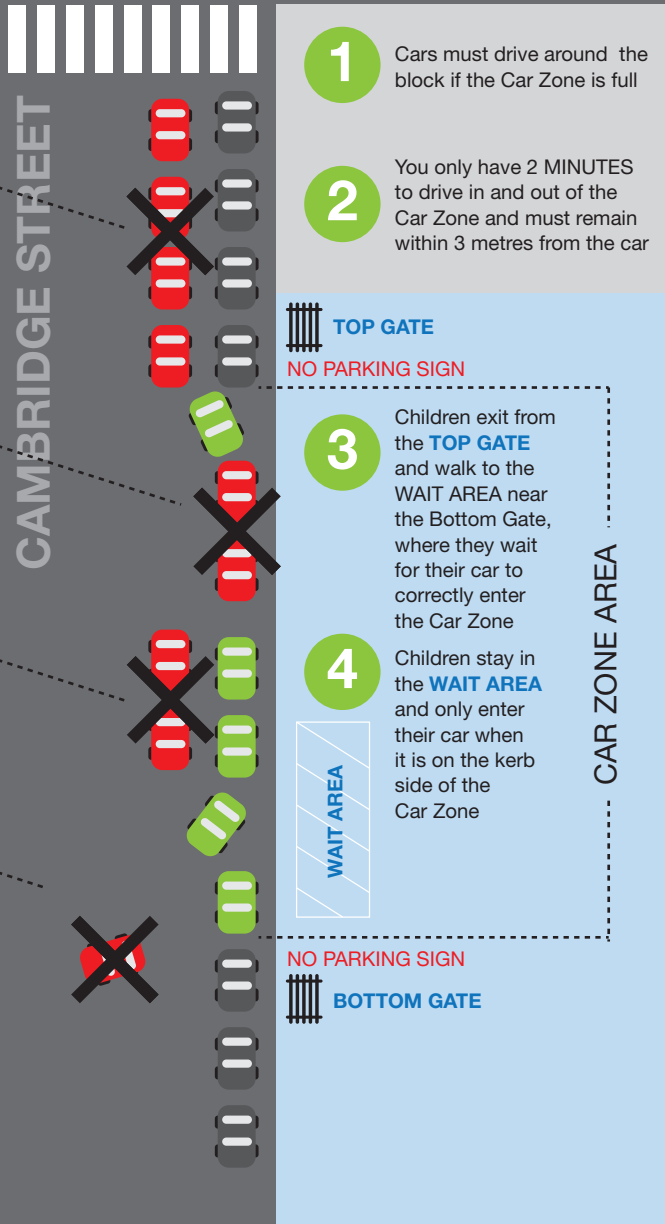 CAMBRIDGE STREET
1
Cars must drive around the
block if the Car Zone is full
2
You only have 2 MINUTES
to drive in and out of the
Car Zone and must remain
within 3 metres from the car
TOP GATE
NO PARKING SIGN
3
Children exit from
the TOP GATE
and walk to the
WAIT AREA near
the Bottom Gate,
where they wait
for their car to
correctly enter
the Car Zone
4
Children stay in
the WAIT AREA
and only enter
their car when
it is on the kerb
side of the
Car Zone
WAIT AREA
CAR ZONE AREA
NO PARKING SIGN
BOTTOM GATE